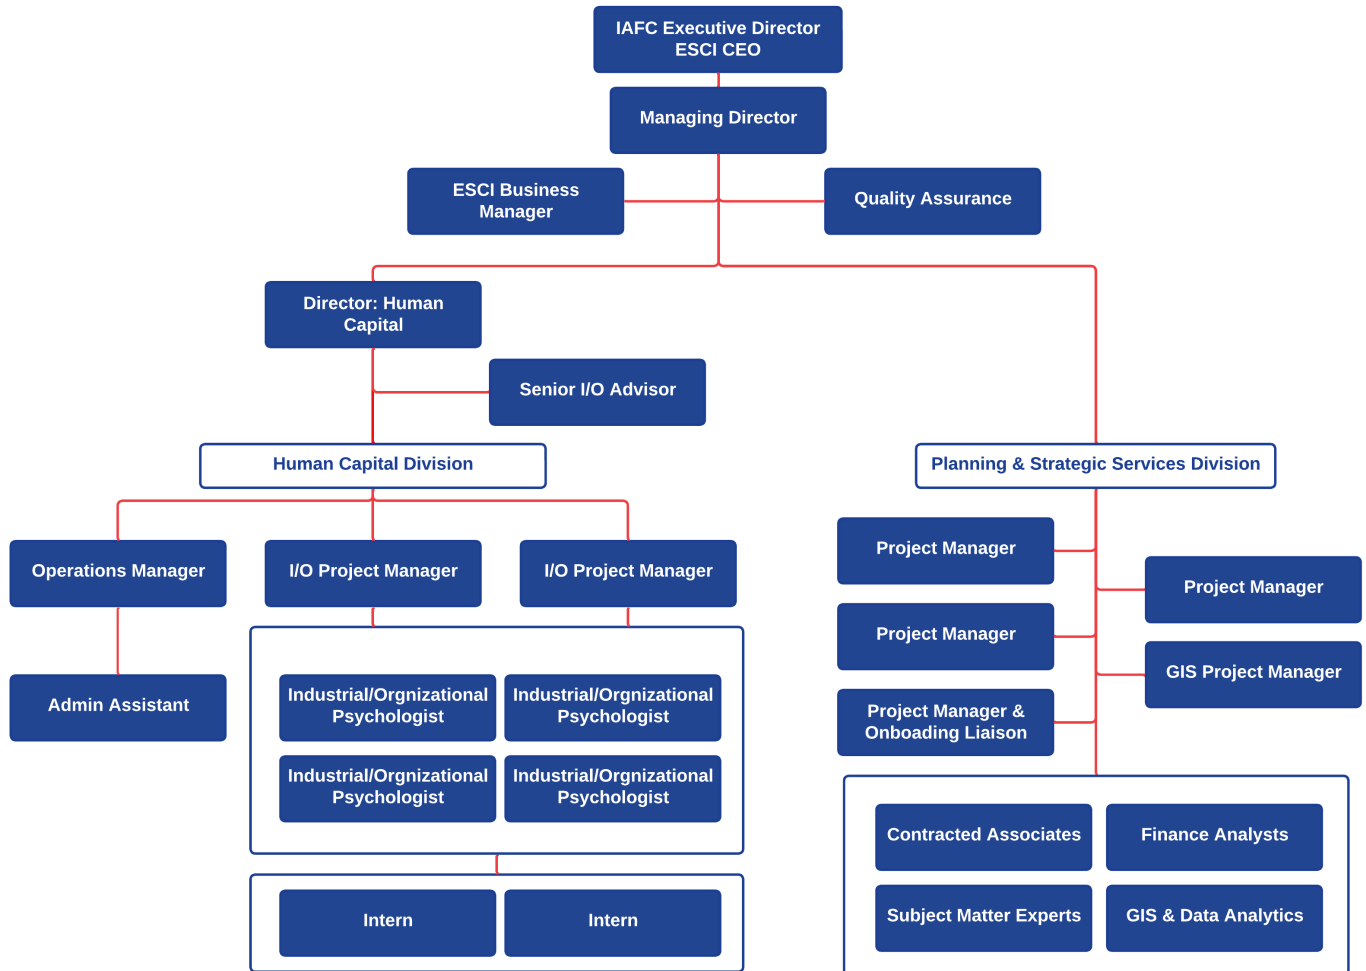 IAFC Executive Director
ESCI CEO
Managing Director
ESCI Business
Manager
Quality Assurance
Director: Human
Capital
Senior I/O Advisor
Human Capital Division
Planning & Strategic Services Division
Operations Manager
I/O Project Manager
I/O Project Manager
Admin Assistant
Industrial/Orgnizational
Psychologist
Industrial/Orgnizational
Psychologist
Industrial/Orgnizational
Psychologist
Industrial/Orgnizational
Psychologist
Intern
Intern
Project Manager
Project Manager
Project Manager
GIS Project Manager
Project Manager &
Onboading Liaison
Contracted Associates
Finance Analysts
Subject Matter Experts
GIS & Data Analytics